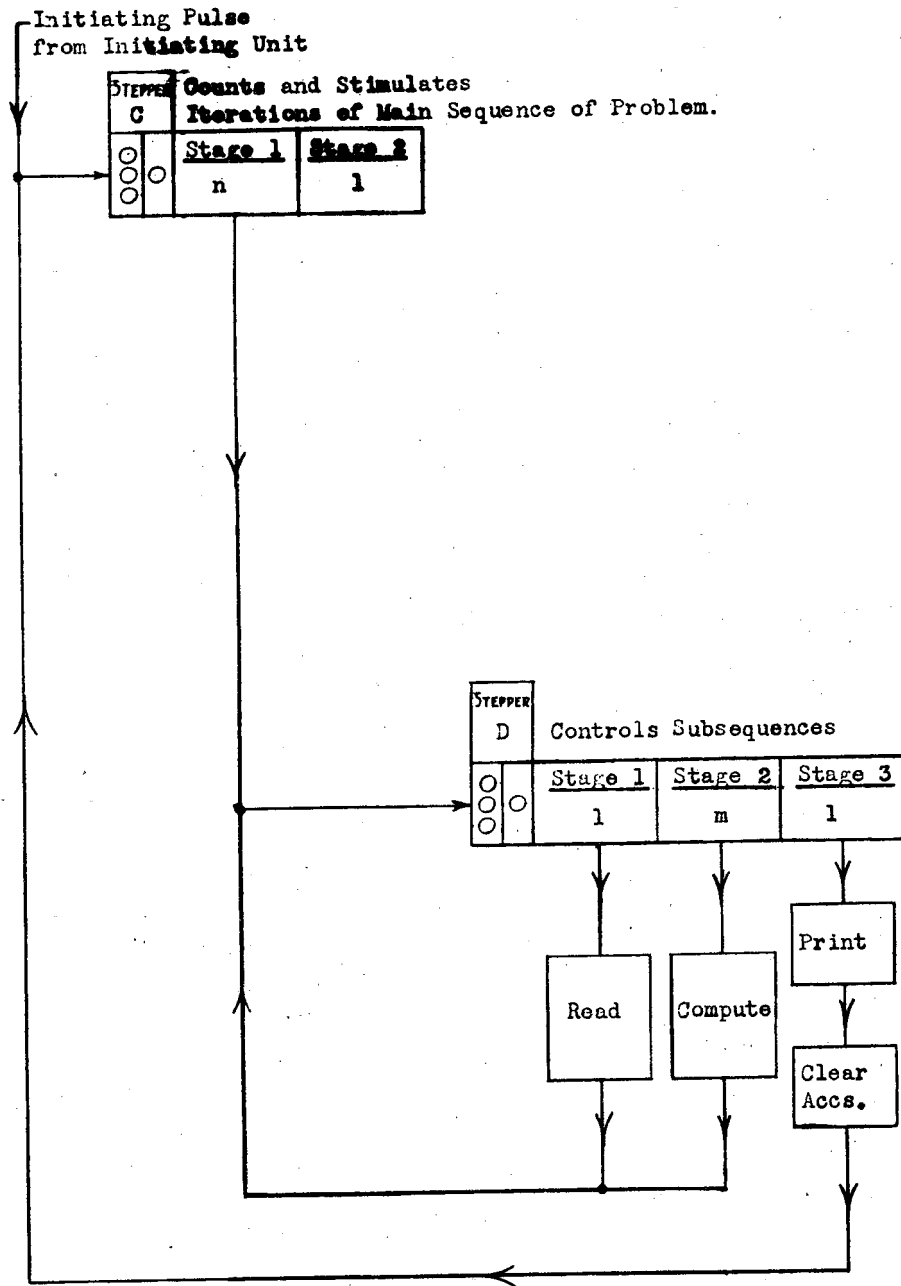 Initiating Pulse
from Initiating Unit
STEPPER
C
Counts and Stimulates
Iterations of Main Sequence of Problem.
Stage 1
Stage 2
n
1
STEPPER
D
Controls Subsequences
Stage 1
Stage 2
Stage 3
1
m
1
Print
Read
Compute
Clear
Accs.